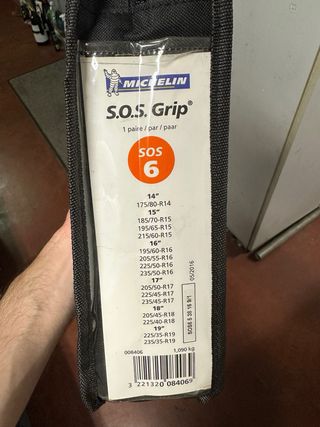 MICHELIN
S.O.S. Grip®
1 paire / par / paar
SOS
6
14"
175/80-R14
15"
185/70-R15
195/65-R15
215/60-R15
16"
195/60-R16
205/55-R16
225/50-R16
235/50-R16
17"
205/50-R17
225/45-R17
235/45-R17
18"
205/45-R18
225/40-R18
19"
225/35-R19
235/35-R19
05/2016
008406
1,090 kg
3 221320 084069